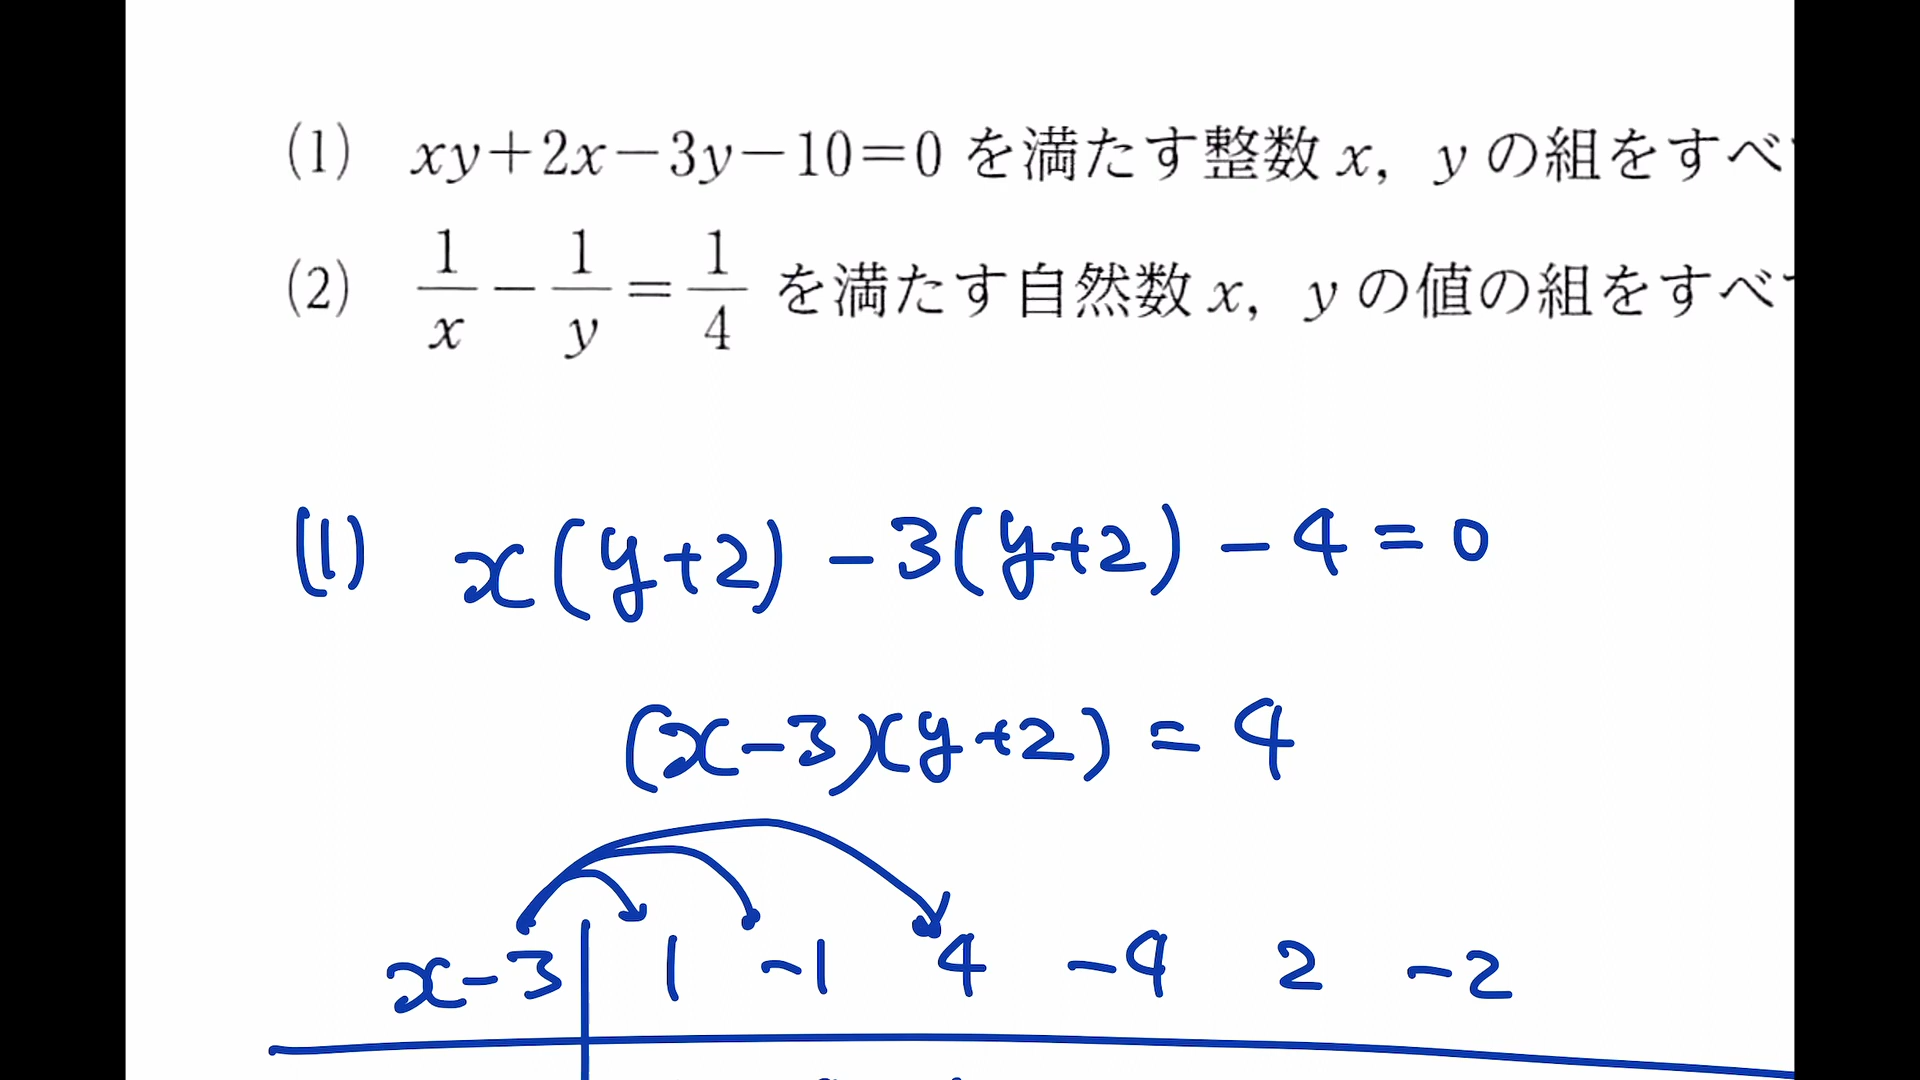 (1) xy+2x−3y−10=0 を満たす整数 x, y の組をすべ
(2) 1/x − 1/y = 1/4 を満たす自然数 x, y の値の組をすべ
(1) x(y+2) −3(y+2) −4=0
(x−3)(y+2) = 4
x−3 | 1 −1 4 −4 2 −2